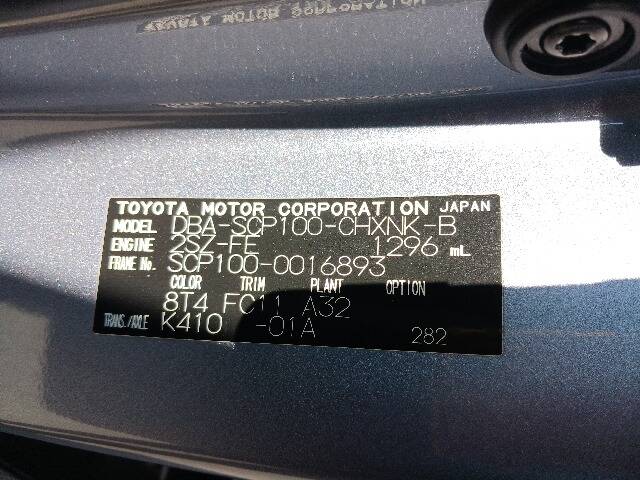 TOYOTA MOTOR CORPORATION JAPAN
MODEL DBA-SCP100-CHXNK-B
ENGINE 2SZ-FE 1296 mL
FRAME No. SCP100-0016893
COLOR TRIM PLANT OPTION
8T4 FC11 A32
TRANS./AXLE K410 -01A 282